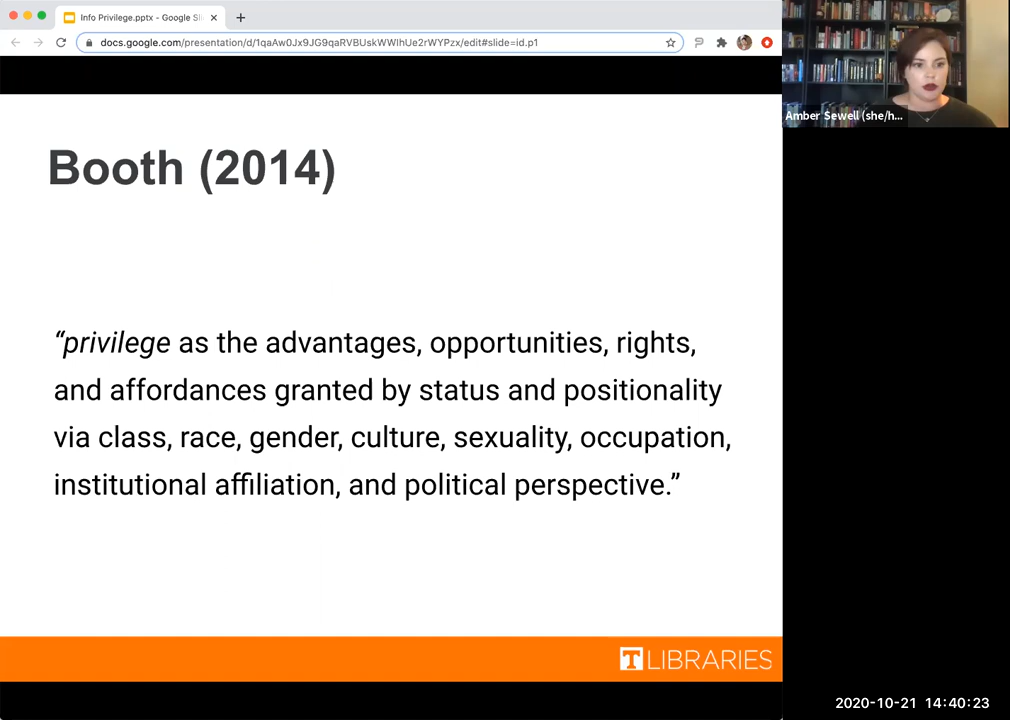 Info Privilege.pptx - Google Sli
docs.google.com/presentation/d/1qaAw0Jx9JG9qaRVBUskWWIhUe2rWYPzx/edit#slide=id.p1
Amber Sewell (she/h...
Booth (2014)
“privilege as the advantages, opportunities, rights,
and affordances granted by status and positionality
via class, race, gender, culture, sexuality, occupation,
institutional affiliation, and political perspective.”
T LIBRARIES
2020-10-21 14:40:23